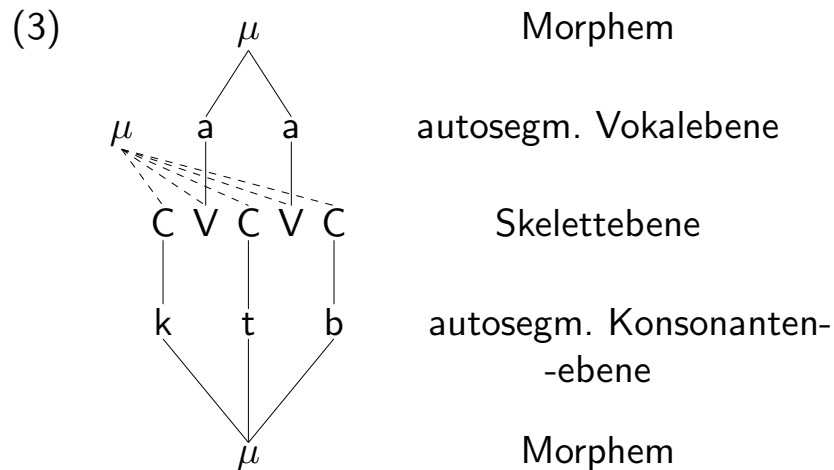 (3) μ Morphem
μ a a autosegm. Vokalebene
C V C V C Skelettebene
k t b autosegm. Konsonanten-
-ebene
μ Morphem